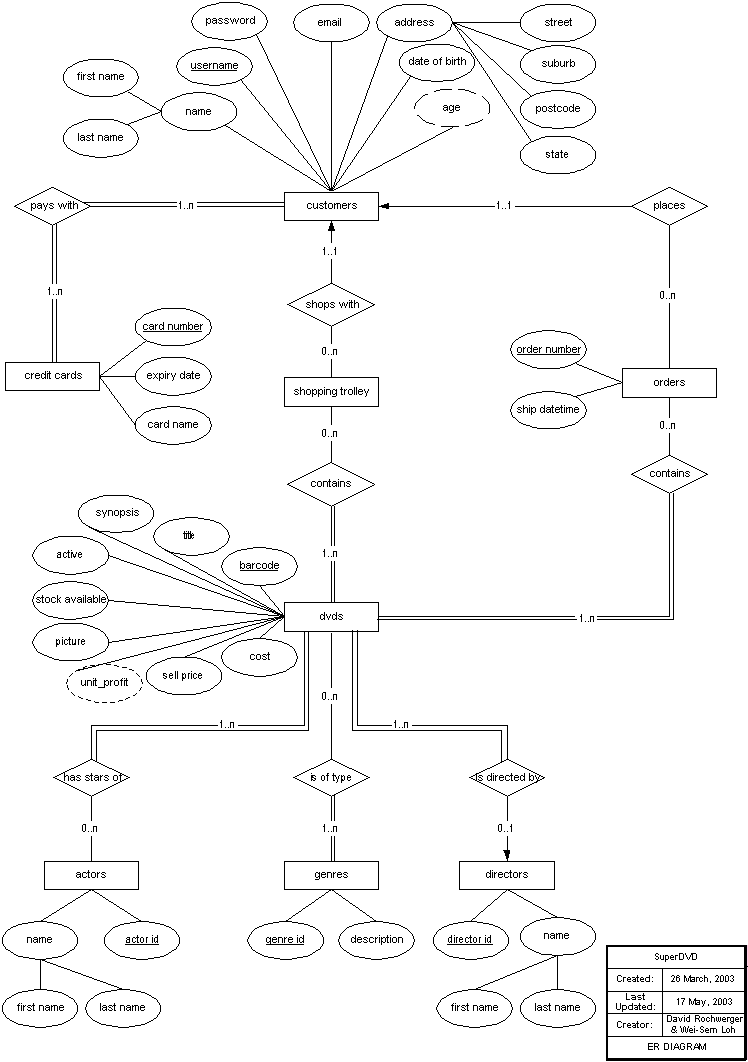 password
email
address
street
username
date of birth
suburb
first name
name
age
postcode
last name
state
pays with
1..n
customers
1..1
places
1..1
1..n
shops with
0..n
card number
0..n
order number
credit cards
expiry date
shopping trolley
orders
ship datetime
card name
0..n
0..n
contains
contains
synopsis
title
active
barcode
1..n
stock available
dvds
1..n
picture
cost
unit_profit
sell price
0..n
1..n
1..n
has stars of
is of type
Is directed by
0..n
1..n
0..1
actors
genres
directors
name
actor id
genre id
description
director id
name
first name
last name
first name
last name
SuperDVD
Created:
26 March, 2003
Last
Updated:
17 May, 2003
Creator:
David Rochwerger
& Wei-Sem Loh
ER DIAGRAM